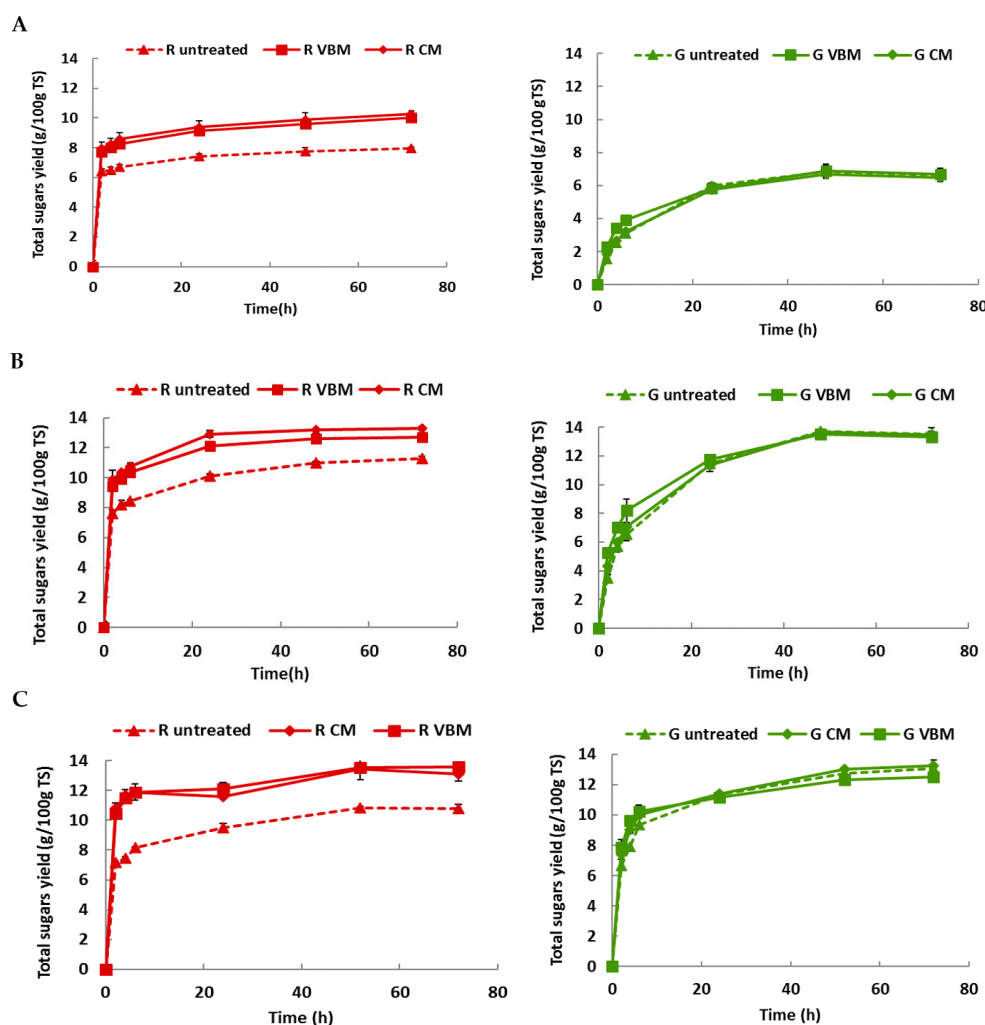 A
R untreated R VBM R CM
Total sugars yield (g/100g TS)
14
12
10
8
6
4
2
0
0 20 40 60 80
Time(h)
G untreated G VBM G CM
Total sugars yield (g/100 gTS)
14
12
10
8
6
4
2
0
0 20 40 60 80
Time (h)
B
R untreated R VBM R CM
Total sugars yield (g/100g TS)
14
12
10
8
6
4
2
0
0 20 40 60 80
Time(h)
G untreated G VBM G CM
Total sugars yield (g/100g TS)
14
12
10
8
6
4
2
0
0 20 40 60 80
Time (h)
C
R untreated R CM R VBM
Total sugars yield (g/100g TS)
14
12
10
8
6
4
2
0
0 20 40 60 80
Time (h)
G untreated G CM G VBM
Total sugars yield (g/100g TS)
14
12
10
8
6
4
2
0
0 20 40 60 80
Time (h)